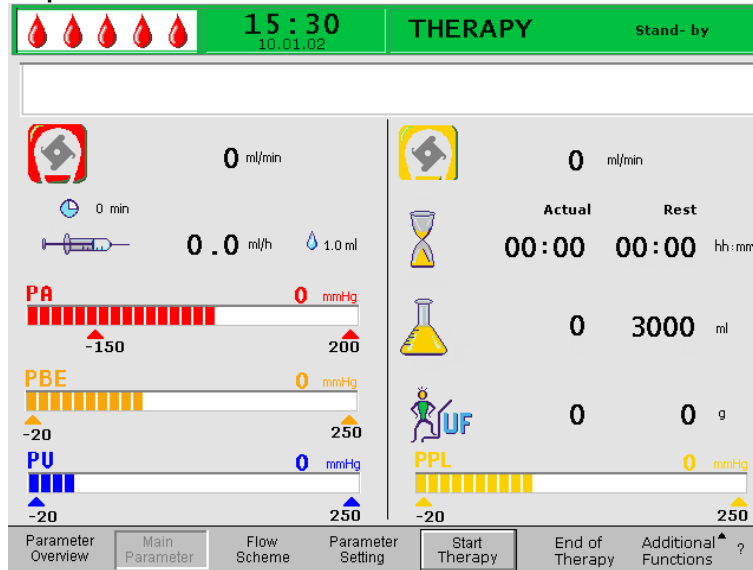 15:30
10.01.02
THERAPY
Stand- by
0 ml/min
0 min
0.0 ml/h 1.0 ml
PA 0 mmHg
-150 200
PBE 0 mmHg
-20 250
PV 0 mmHg
-20 250
0 ml/min
Actual Rest
00:00 00:00 hh:mm
0 3000 ml
UF 0 0 g
PPL 0 mmHg
-20 250
Parameter Overview
Main Parameter
Flow Scheme
Parameter Setting
Start Therapy
End of Therapy
Additional Functions
?